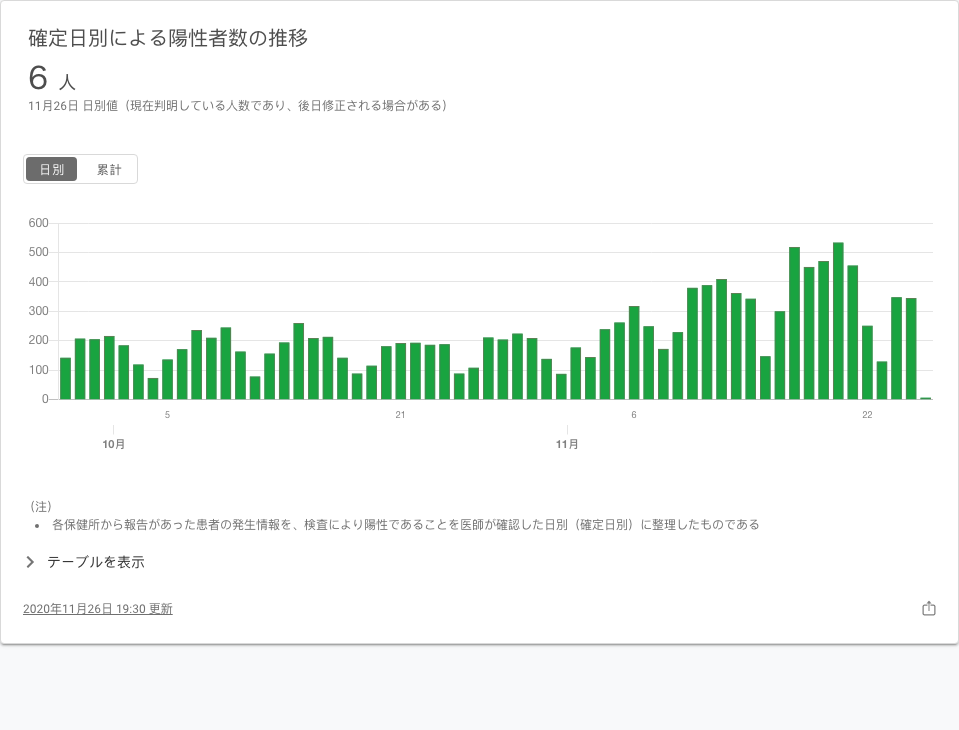 確定日別による陽性者数の推移
6 人
11月26日 日別値（現在判明している人数であり、後日修正される場合がある）
日別 累計
600
500
400
300
200
100
0
5 21 6 22
10月 11月
（注）
• 各保健所から報告があった患者の発生情報を、検査により陽性であることを医師が確認した日別（確定日別）に整理したものである
テーブルを表示
2020年11月26日 19:30 更新